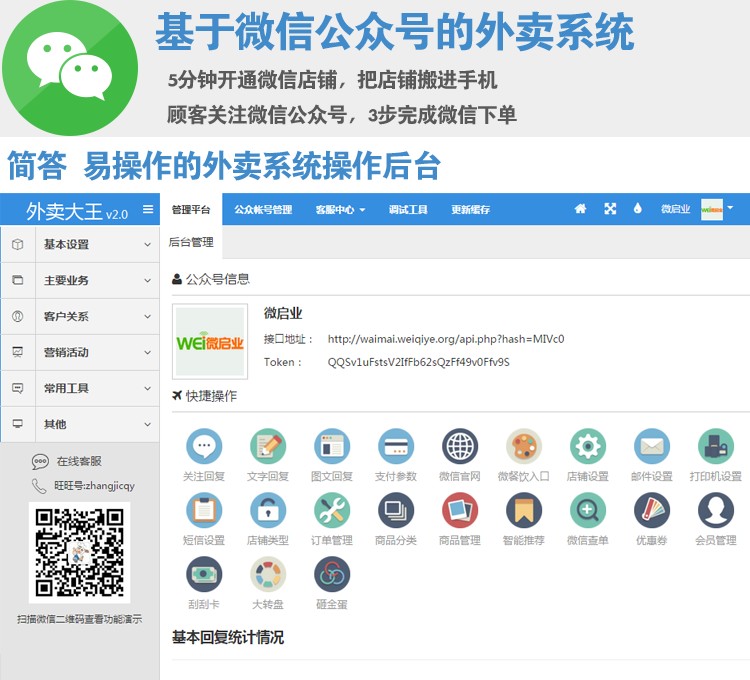 基于微信公众号的外卖系统
5分钟开通微信店铺，把店铺搬进手机
顾客关注微信公众号，3步完成微信下单
简答 易操作的外卖系统操作后台
外卖大王 v2.0
管理平台 公众帐号管理 客服中心 调试工具 更新缓存 微启业
后台管理
基本设置
主要业务
客户关系
营销活动
常用工具
其他
在线客服
旺旺号:zhangjicqy
扫描微信二维码查看功能演示
公众号信息
WEi微启业
微启业
接口地址： http://waimai.weiqiye.org/api.php?hash=MIVc0
Token： QQSv1uFstsV2IfFb62sQzFf49v0Ffv9S
快捷操作
关注回复 文字回复 图文回复 支付参数 微信官网 微餐饮入口 店铺设置 邮件设置 打印机设置
短信设置 店铺类型 订单管理 商品分类 商品管理 智能推荐 微信查单 优惠券 会员管理
刮刮卡 大转盘 砸金蛋
基本回复统计情况